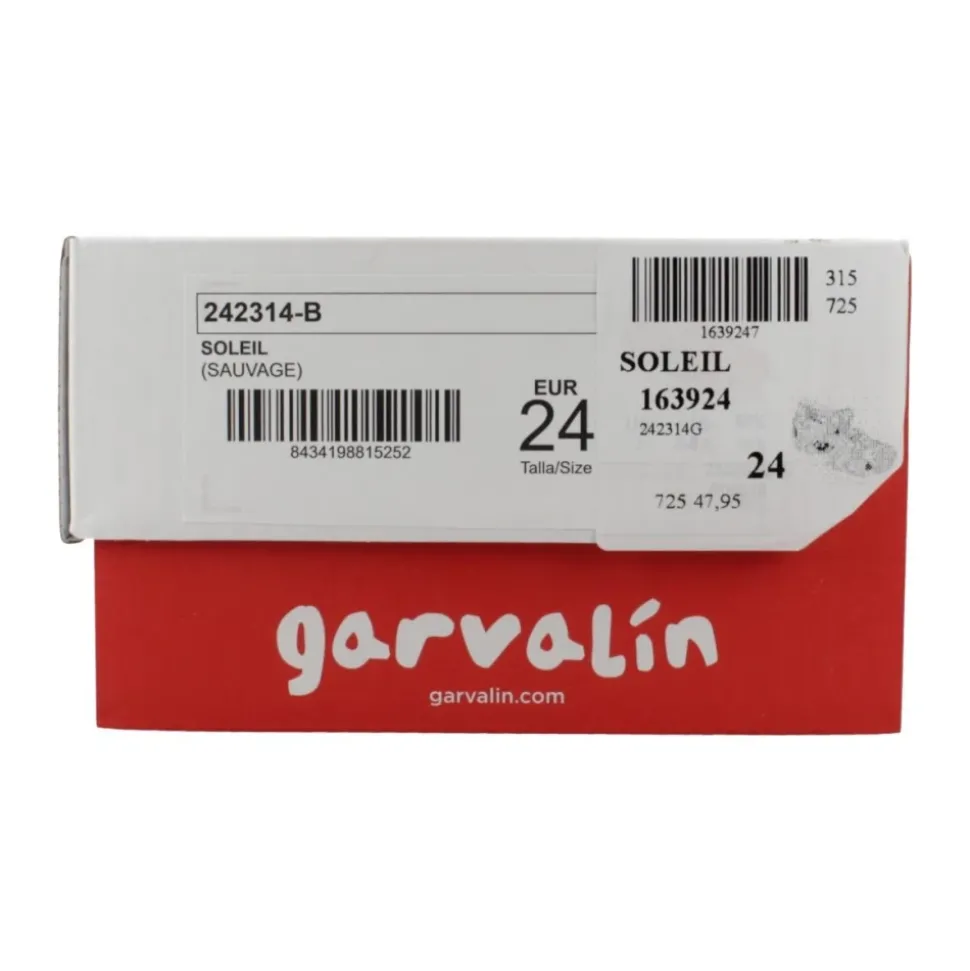 242314-B
SOLEIL
(SAUVAGE)
8434198815252
EUR
24
Talla/Size
315
725
1639247
SOLEIL
163924
242314G
24
725 47,95
garvalín
garvalin.com